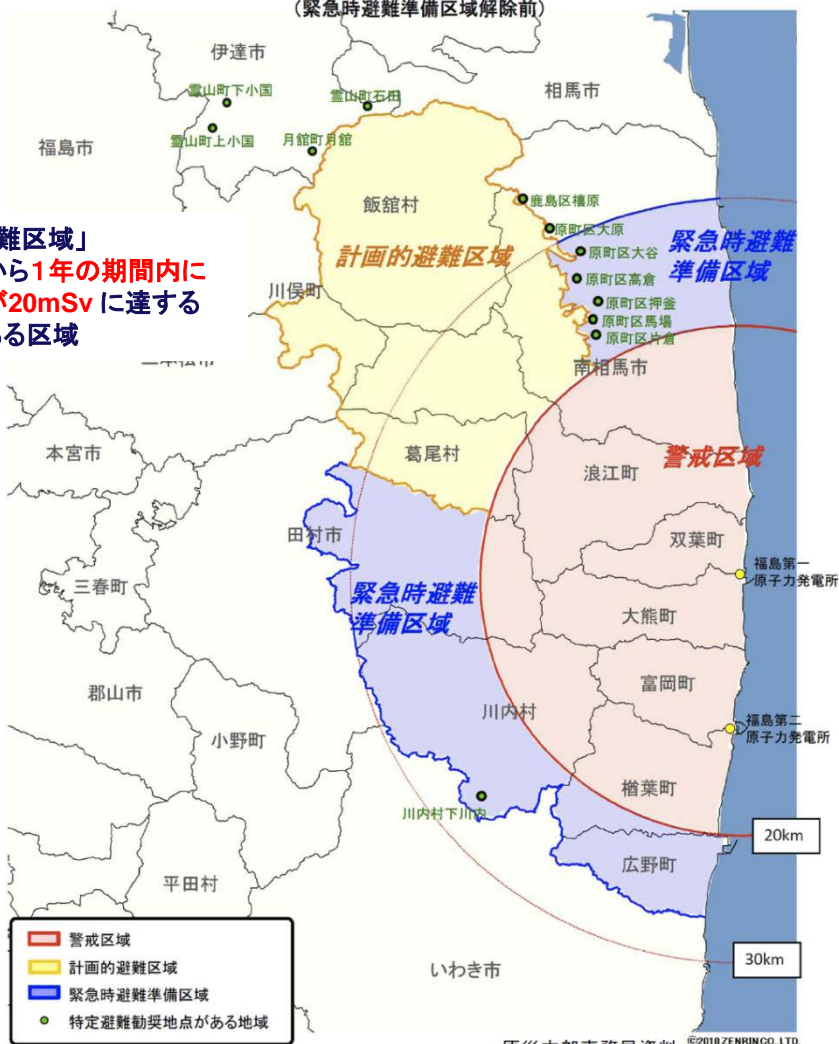 (緊急時避難準備区域解除前)
伊達市
霊山町下小国
霊山町石田
相馬市
霊山町上小国
月舘町月舘
福島市
飯舘村
鹿島区橲原
原町区大原
難区域」
から1年の期間内に
が20mSvに達する
ある区域
計画的避難区域
緊急時避難
準備区域
原町区大谷
原町区高倉
川俣町
原町区押釜
原町区馬場
原町区片倉
南相馬市
本宮市
葛尾村
警戒区域
浪江町
田村市
双葉町
福島第一
原子力発電所
三春町
緊急時避難
準備区域
大熊町
富岡町
郡山市
川内村
福島第二
原子力発電所
小野町
楢葉町
川内村下川内
20km
広野町
平田村
警戒区域
計画的避難区域
緊急時避難準備区域
特定避難勧奨地点がある地域
いわき市
30km
©2010 ZENRIN CO., LTD.